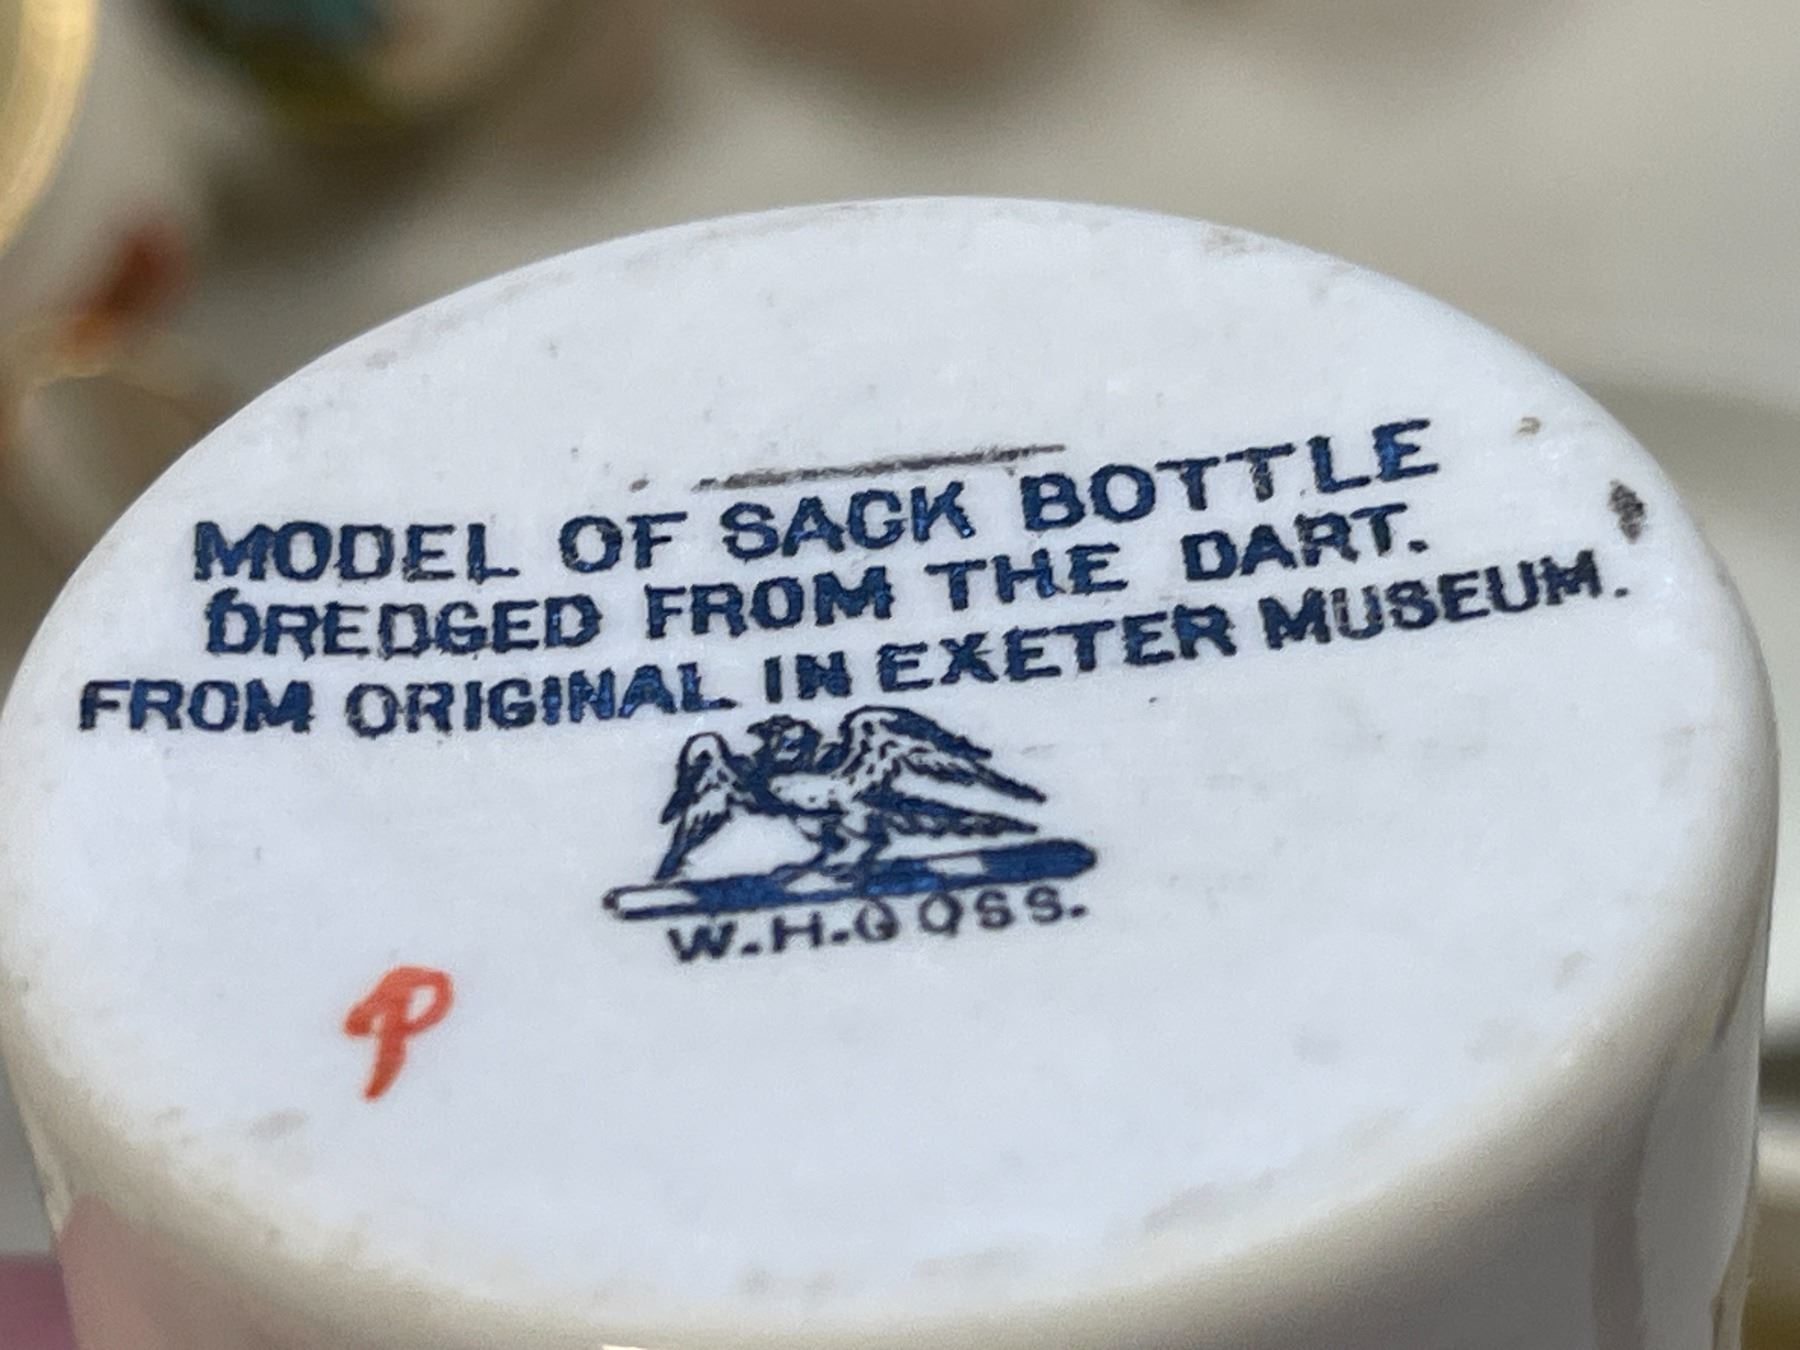 MODEL OF SACK BOTTLE
DREDGED FROM THE DART.
FROM ORIGINAL IN EXETER MUSEUM.
W.H.GOSS.
P